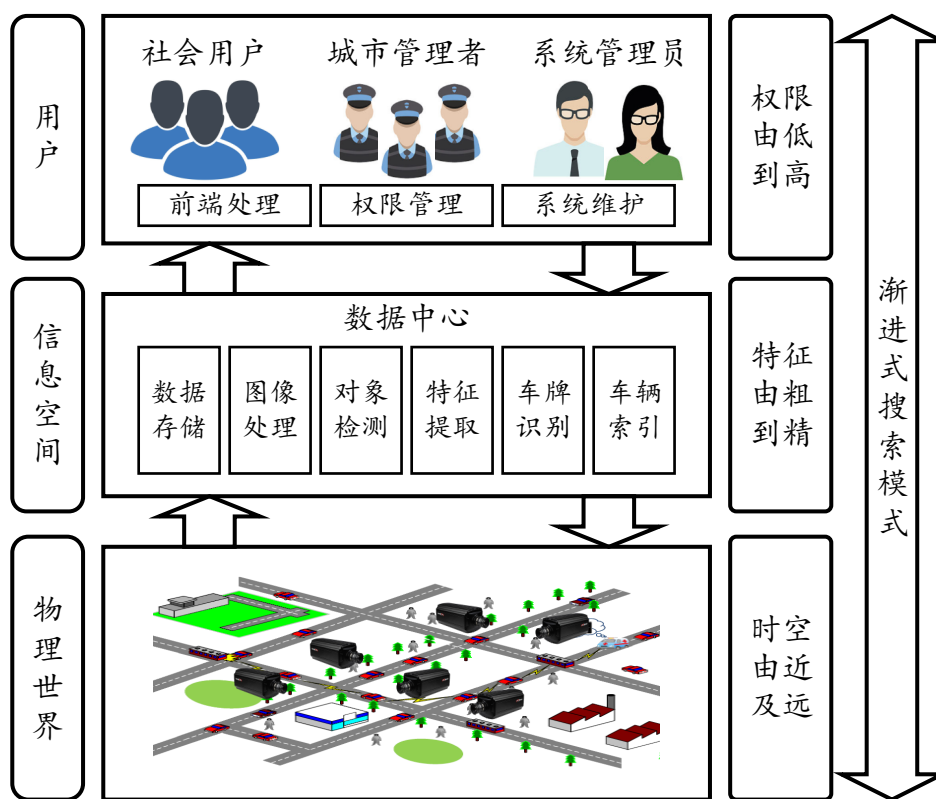 用户
社会用户
城市管理者
系统管理员
前端处理
权限管理
系统维护
权限
由低
到高
信息空间
数据中心
数据
存储
图像
处理
对象
检测
特征
提取
车牌
识别
车辆
索引
特征
由粗
到精
物理世界
时空
由近
及远
渐进式搜索模式